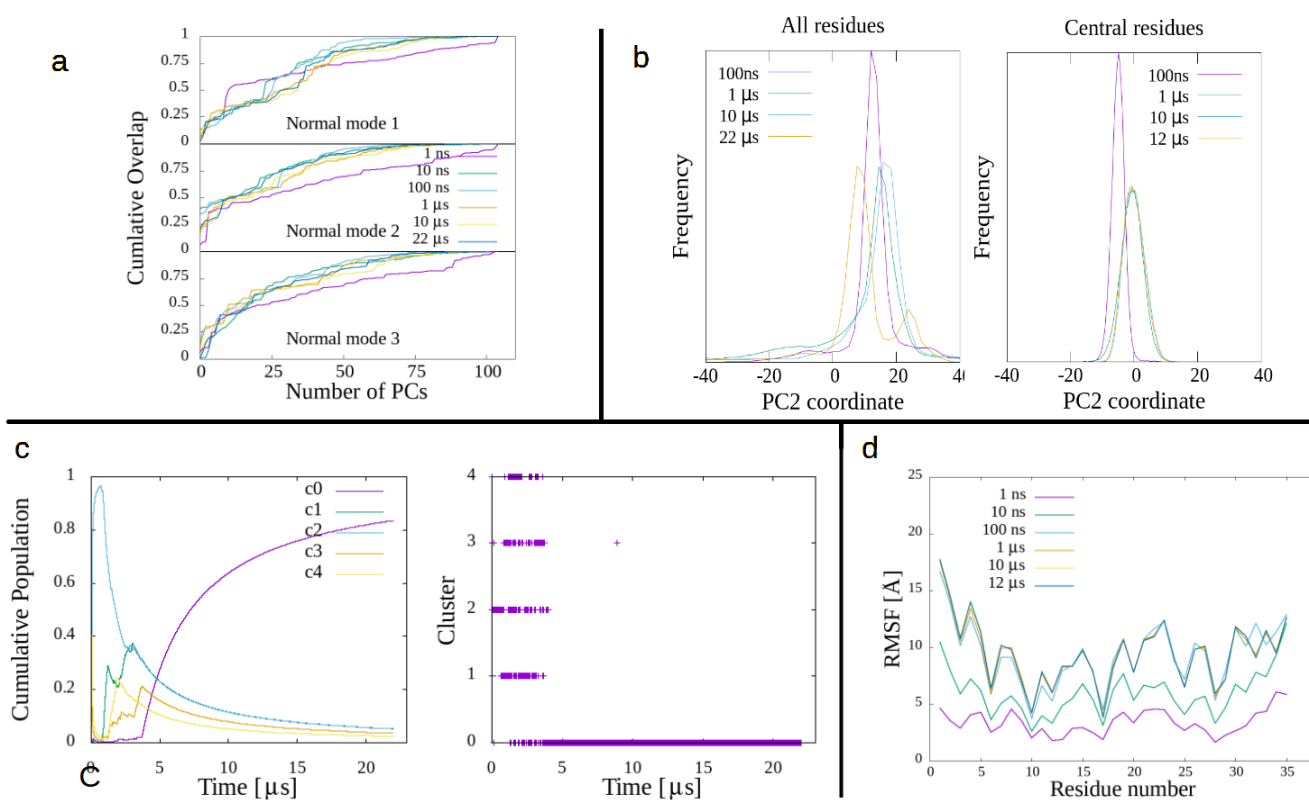 a
Cumlative Overlap
1
0.75
0.5
0.25
0
Normal mode 1
0.75
0.5
0.25
0
Normal mode 2
1 ns
10 ns
100 ns
1 µs
10 µs
22 µs
0.75
0.5
0.25
0
Normal mode 3
0 25 50 75 100
Number of PCs
b
All residues
Frequency
100ns
1 µs
10 µs
22 µs
-40 -20 0 20 40
PC2 coordinate
Central residues
Frequency
100ns
1 µs
10 µs
12 µs
-40 -20 0 20 40
PC2 coordinate
c
Cumulative Population
1
0.8
0.6
0.4
0.2
0
c0
c1
c2
c3
c4
0 5 10 15 20
C
Time [µs]
Cluster
4
3
2
1
0
0 5 10 15 20
Time [µs]
d
RMSF [Å]
25
20
15
10
5
0
1 ns
10 ns
100 ns
1 µs
10 µs
12 µs
0 5 10 15 20 25 30 35
Residue number